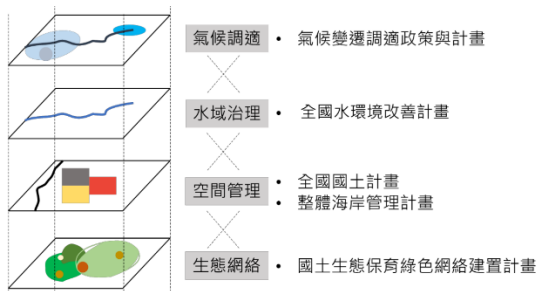 氣候調適 • 氣候變遷調適政策與計畫
水域治理 • 全國水環境改善計畫
空間管理 • 全國國土計畫
• 整體海岸管理計畫
生態網絡 • 國土生態保育綠色網絡建置計畫